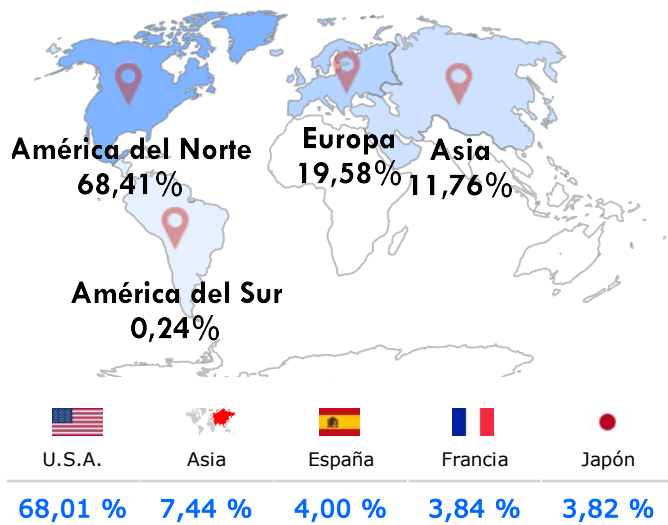 América del Norte
68,41%
Europa
19,58%
Asia
11,76%
América del Sur
0,24%
U.S.A. Asia España Francia Japón
68,01 % 7,44 % 4,00 % 3,84 % 3,82 %